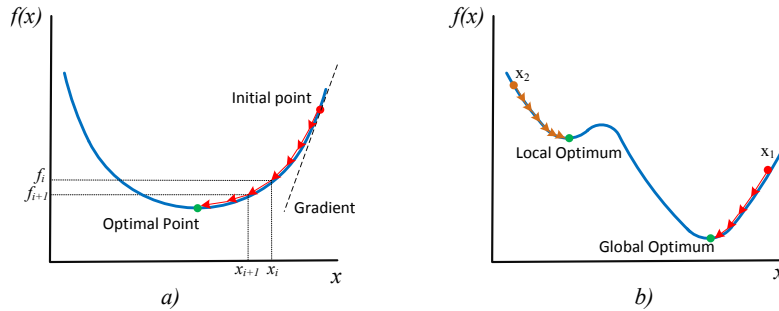 f(x)
Initial point
f_i
f_{i+1}
Gradient
Optimal Point
x_{i+1}
x_i
x
a)
f(x)
x_2
x_1
Local Optimum
Global Optimum
x
b)